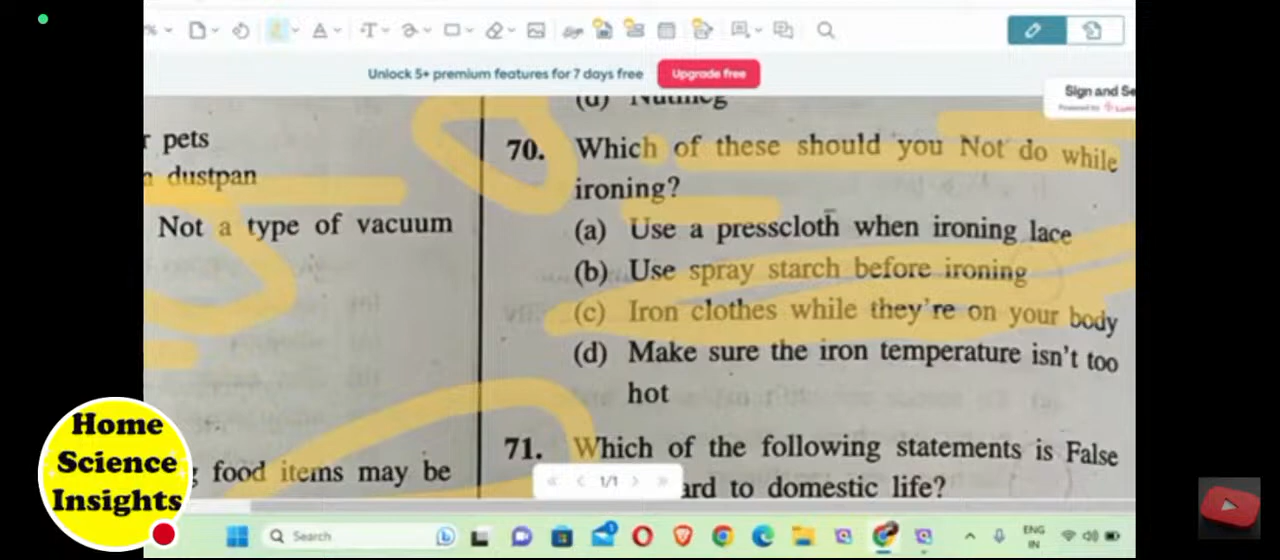 Unlock 5+ premium features for 7 days free
Upgrade free
Sign and Se
(d) Nutmeg
pets
dustpan
Not a type of vacuum
food items may be
70. Which of these should you Not do while
ironing?
(a) Use a presscloth when ironing lace
(b) Use spray starch before ironing
(c) Iron clothes while they're on your body
(d) Make sure the iron temperature isn't too
hot
71. Which of the following statements is False
ard to domestic life?
1/1
Home
Science
Insights
Search
ENG
IN